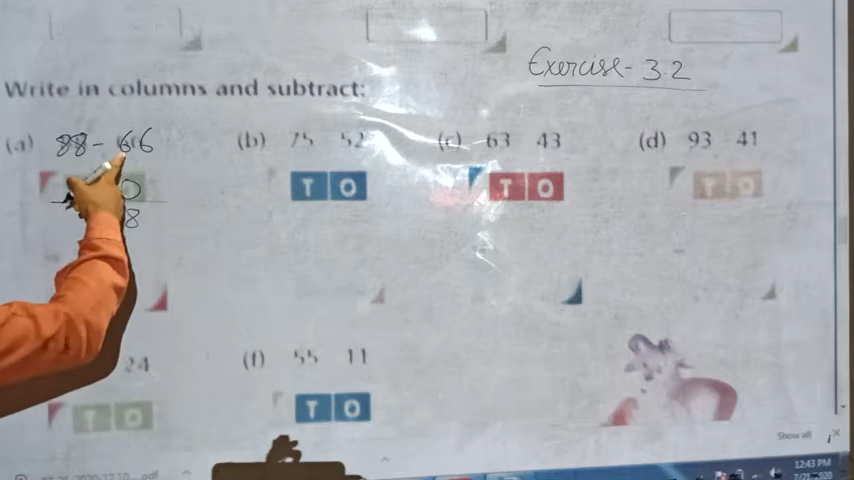 Exercise - 3.2
Write in columns and subtract:
(a) 88 - 66 (b) 75 52 (c) 63 43 (d) 93 - 41
O T O T O T O
8
24 (f) 55 11
T O T O
Show all
12:43 PM